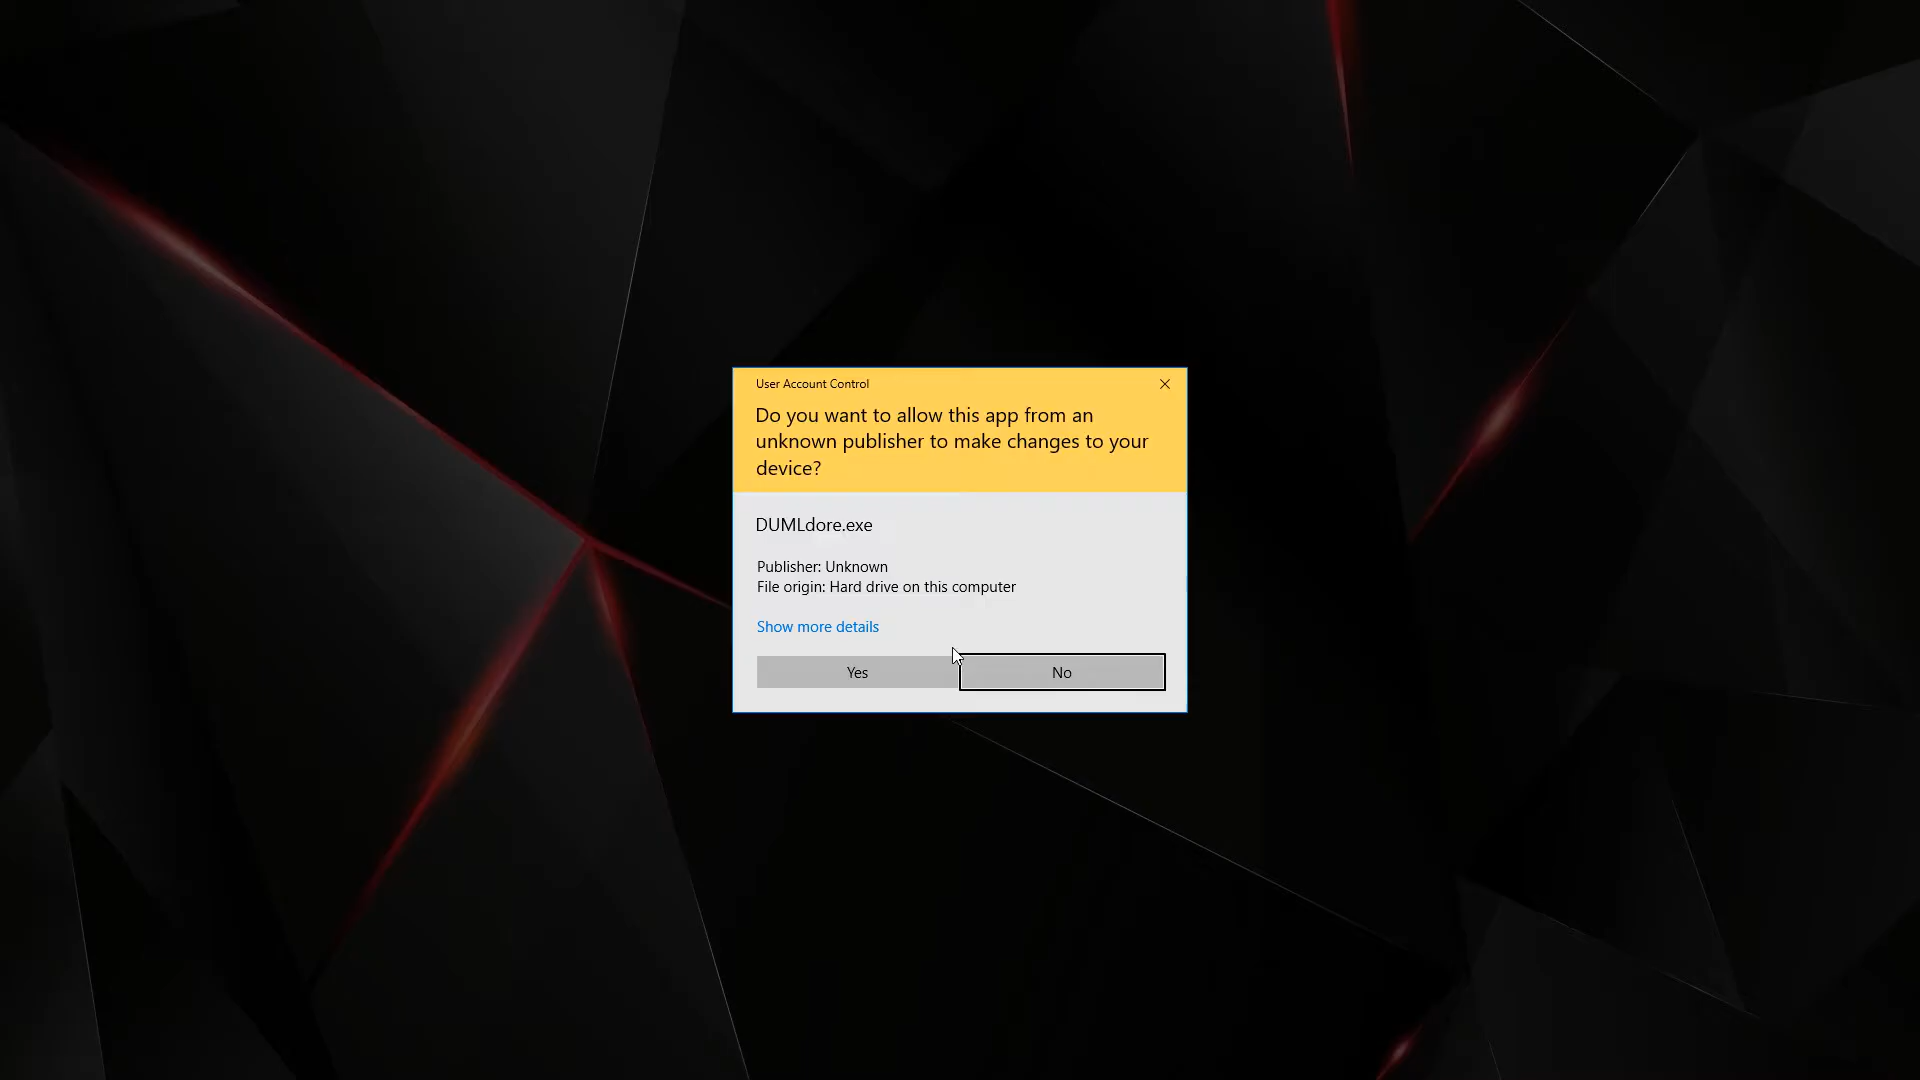 User Account Control
Do you want to allow this app from an
unknown publisher to make changes to your
device?
DUMLdore.exe
Publisher: Unknown
File origin: Hard drive on this computer
Show more details
Yes
No